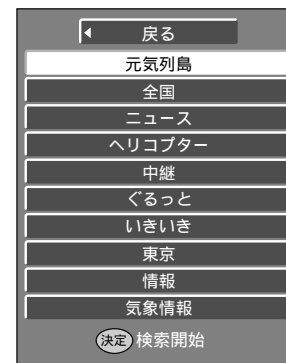 戻る
元気列島
全国
ニュース
ヘリコプター
中継
ぐるっと
いきいき
東京
情報
気象情報
決定 検索開始